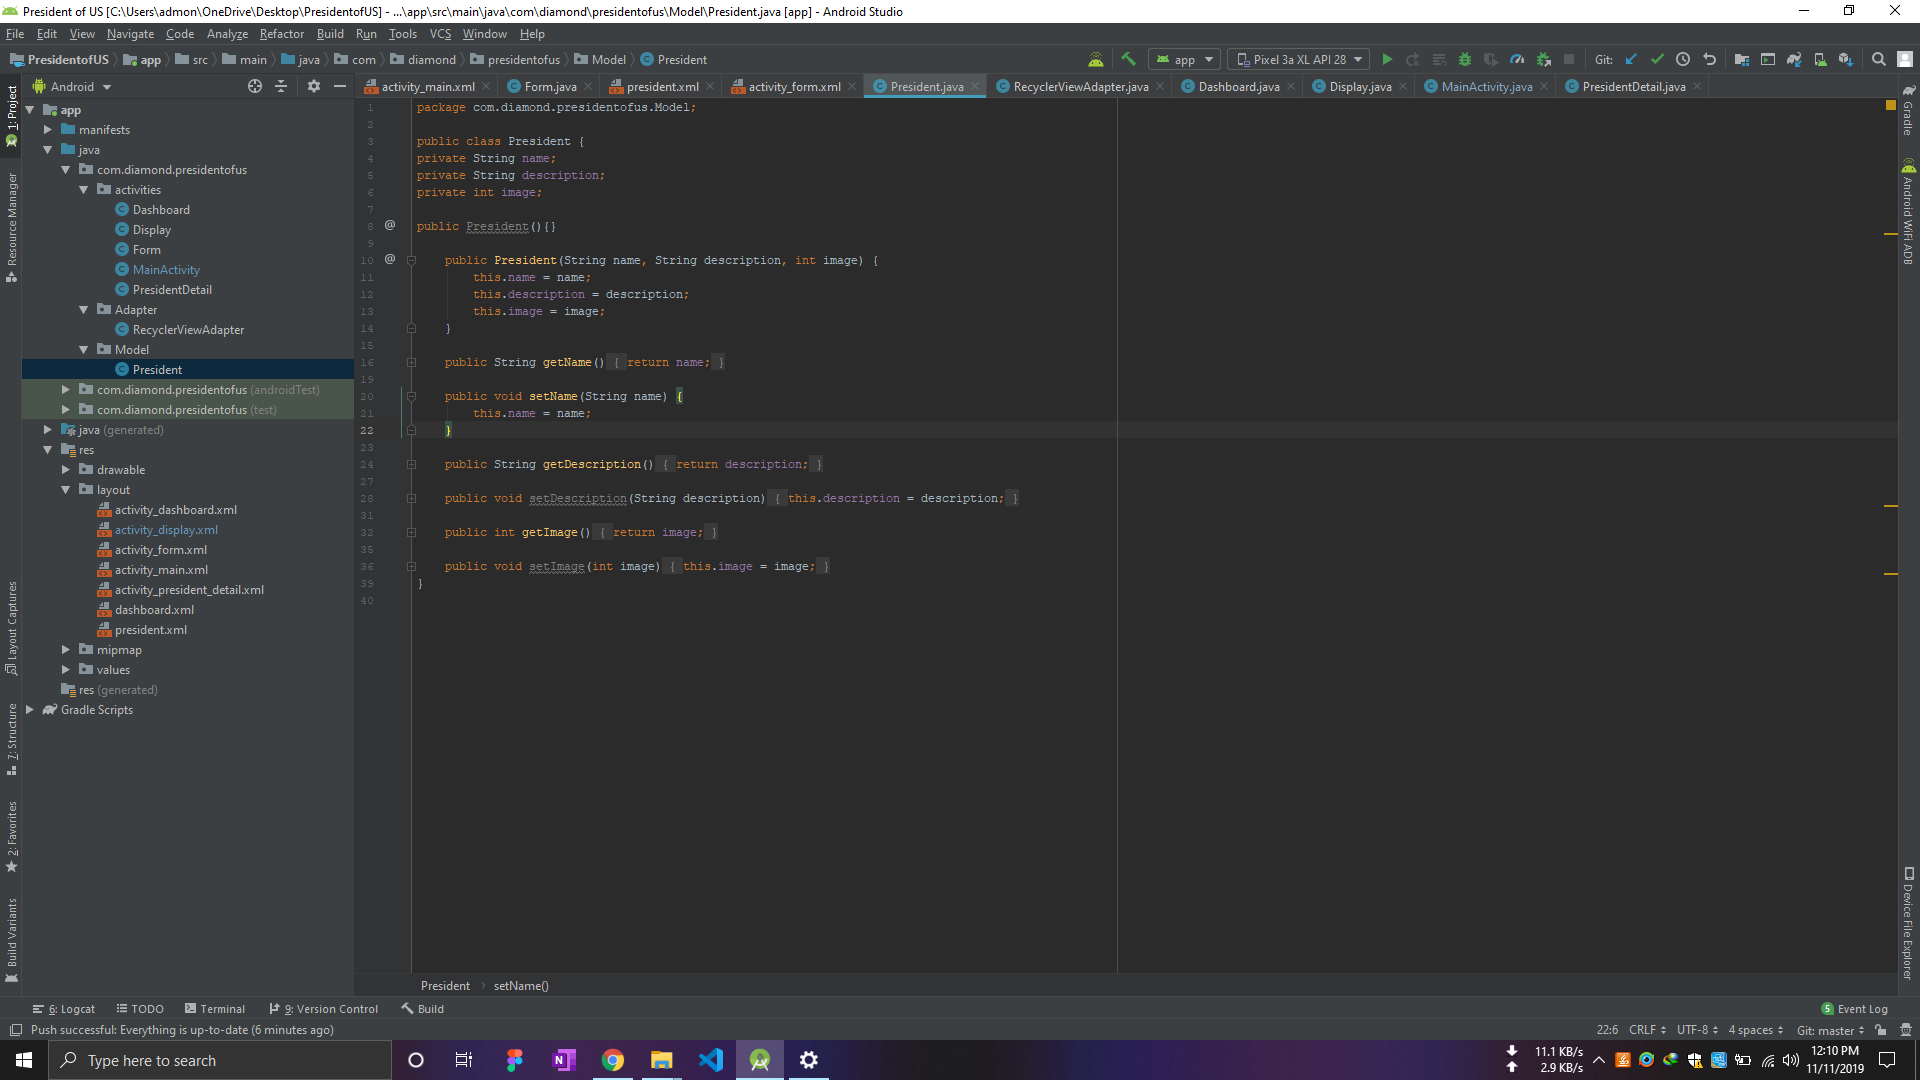 President of US [C:\Users\admon\OneDrive\Desktop\PresidentofUS] - ...\app\src\main\java\com\diamond\presidentofus\Model\President.java [app] - Android Studio
File Edit View Navigate Code Analyze Refactor Build Run Tools VCS Window Help
PresidentofUS app src main java com diamond presidentofus Model President
app Pixel 3a XL API 28 Git:
Android
activity_main.xml Form.java president.xml activity_form.xml President.java RecyclerViewAdapter.java Dashboard.java Display.java MainActivity.java PresidentDetail.java
1: Project
Resource Manager
Layout Captures
7: Structure
2: Favorites
Build Variants
app
manifests
java
com.diamond.presidentofus
activities
Dashboard
Display
Form
MainActivity
PresidentDetail
Adapter
RecyclerViewAdapter
Model
President
com.diamond.presidentofus (androidTest)
com.diamond.presidentofus (test)
java (generated)
res
drawable
layout
activity_dashboard.xml
activity_display.xml
activity_form.xml
activity_main.xml
activity_president_detail.xml
dashboard.xml
president.xml
mipmap
values
res (generated)
Gradle Scripts
1 package com.diamond.presidentofus.Model;
2
3 public class President {
4 private String name;
5 private String description;
6 private int image;
7
8 @ public President(){}
9
10 @ public President(String name, String description, int image) {
11 this.name = name;
12 this.description = description;
13 this.image = image;
14 }
15
16 public String getName() { return name; }
19
20 public void setName(String name) {
21 this.name = name;
22 }
23
24 public String getDescription() { return description; }
27
28 public void setDescription(String description) { this.description = description; }
31
32 public int getImage() { return image; }
35
36 public void setImage(int image) { this.image = image; }
39 }
40
Gradle
Android WiFi ADB
Device File Explorer
President setName()
6: Logcat TODO Terminal 9: Version Control Build
5 Event Log
Push successful: Everything is up-to-date (6 minutes ago)
22:6 CRLF UTF-8 4 spaces Git: master
Type here to search
11.1 KB/s
2.9 KB/s
12:10 PM
11/11/2019